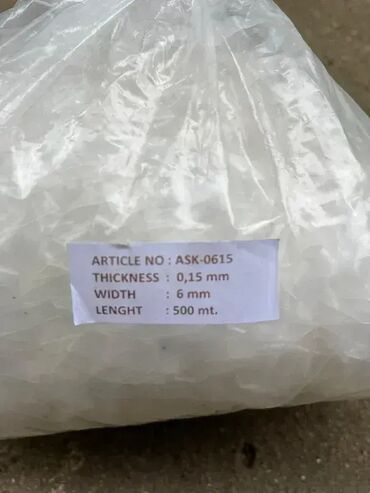 ARTICLE NO : ASK-0615
THICKNESS : 0,15 mm
WIDTH : 6 mm
LENGHT : 500 mt.